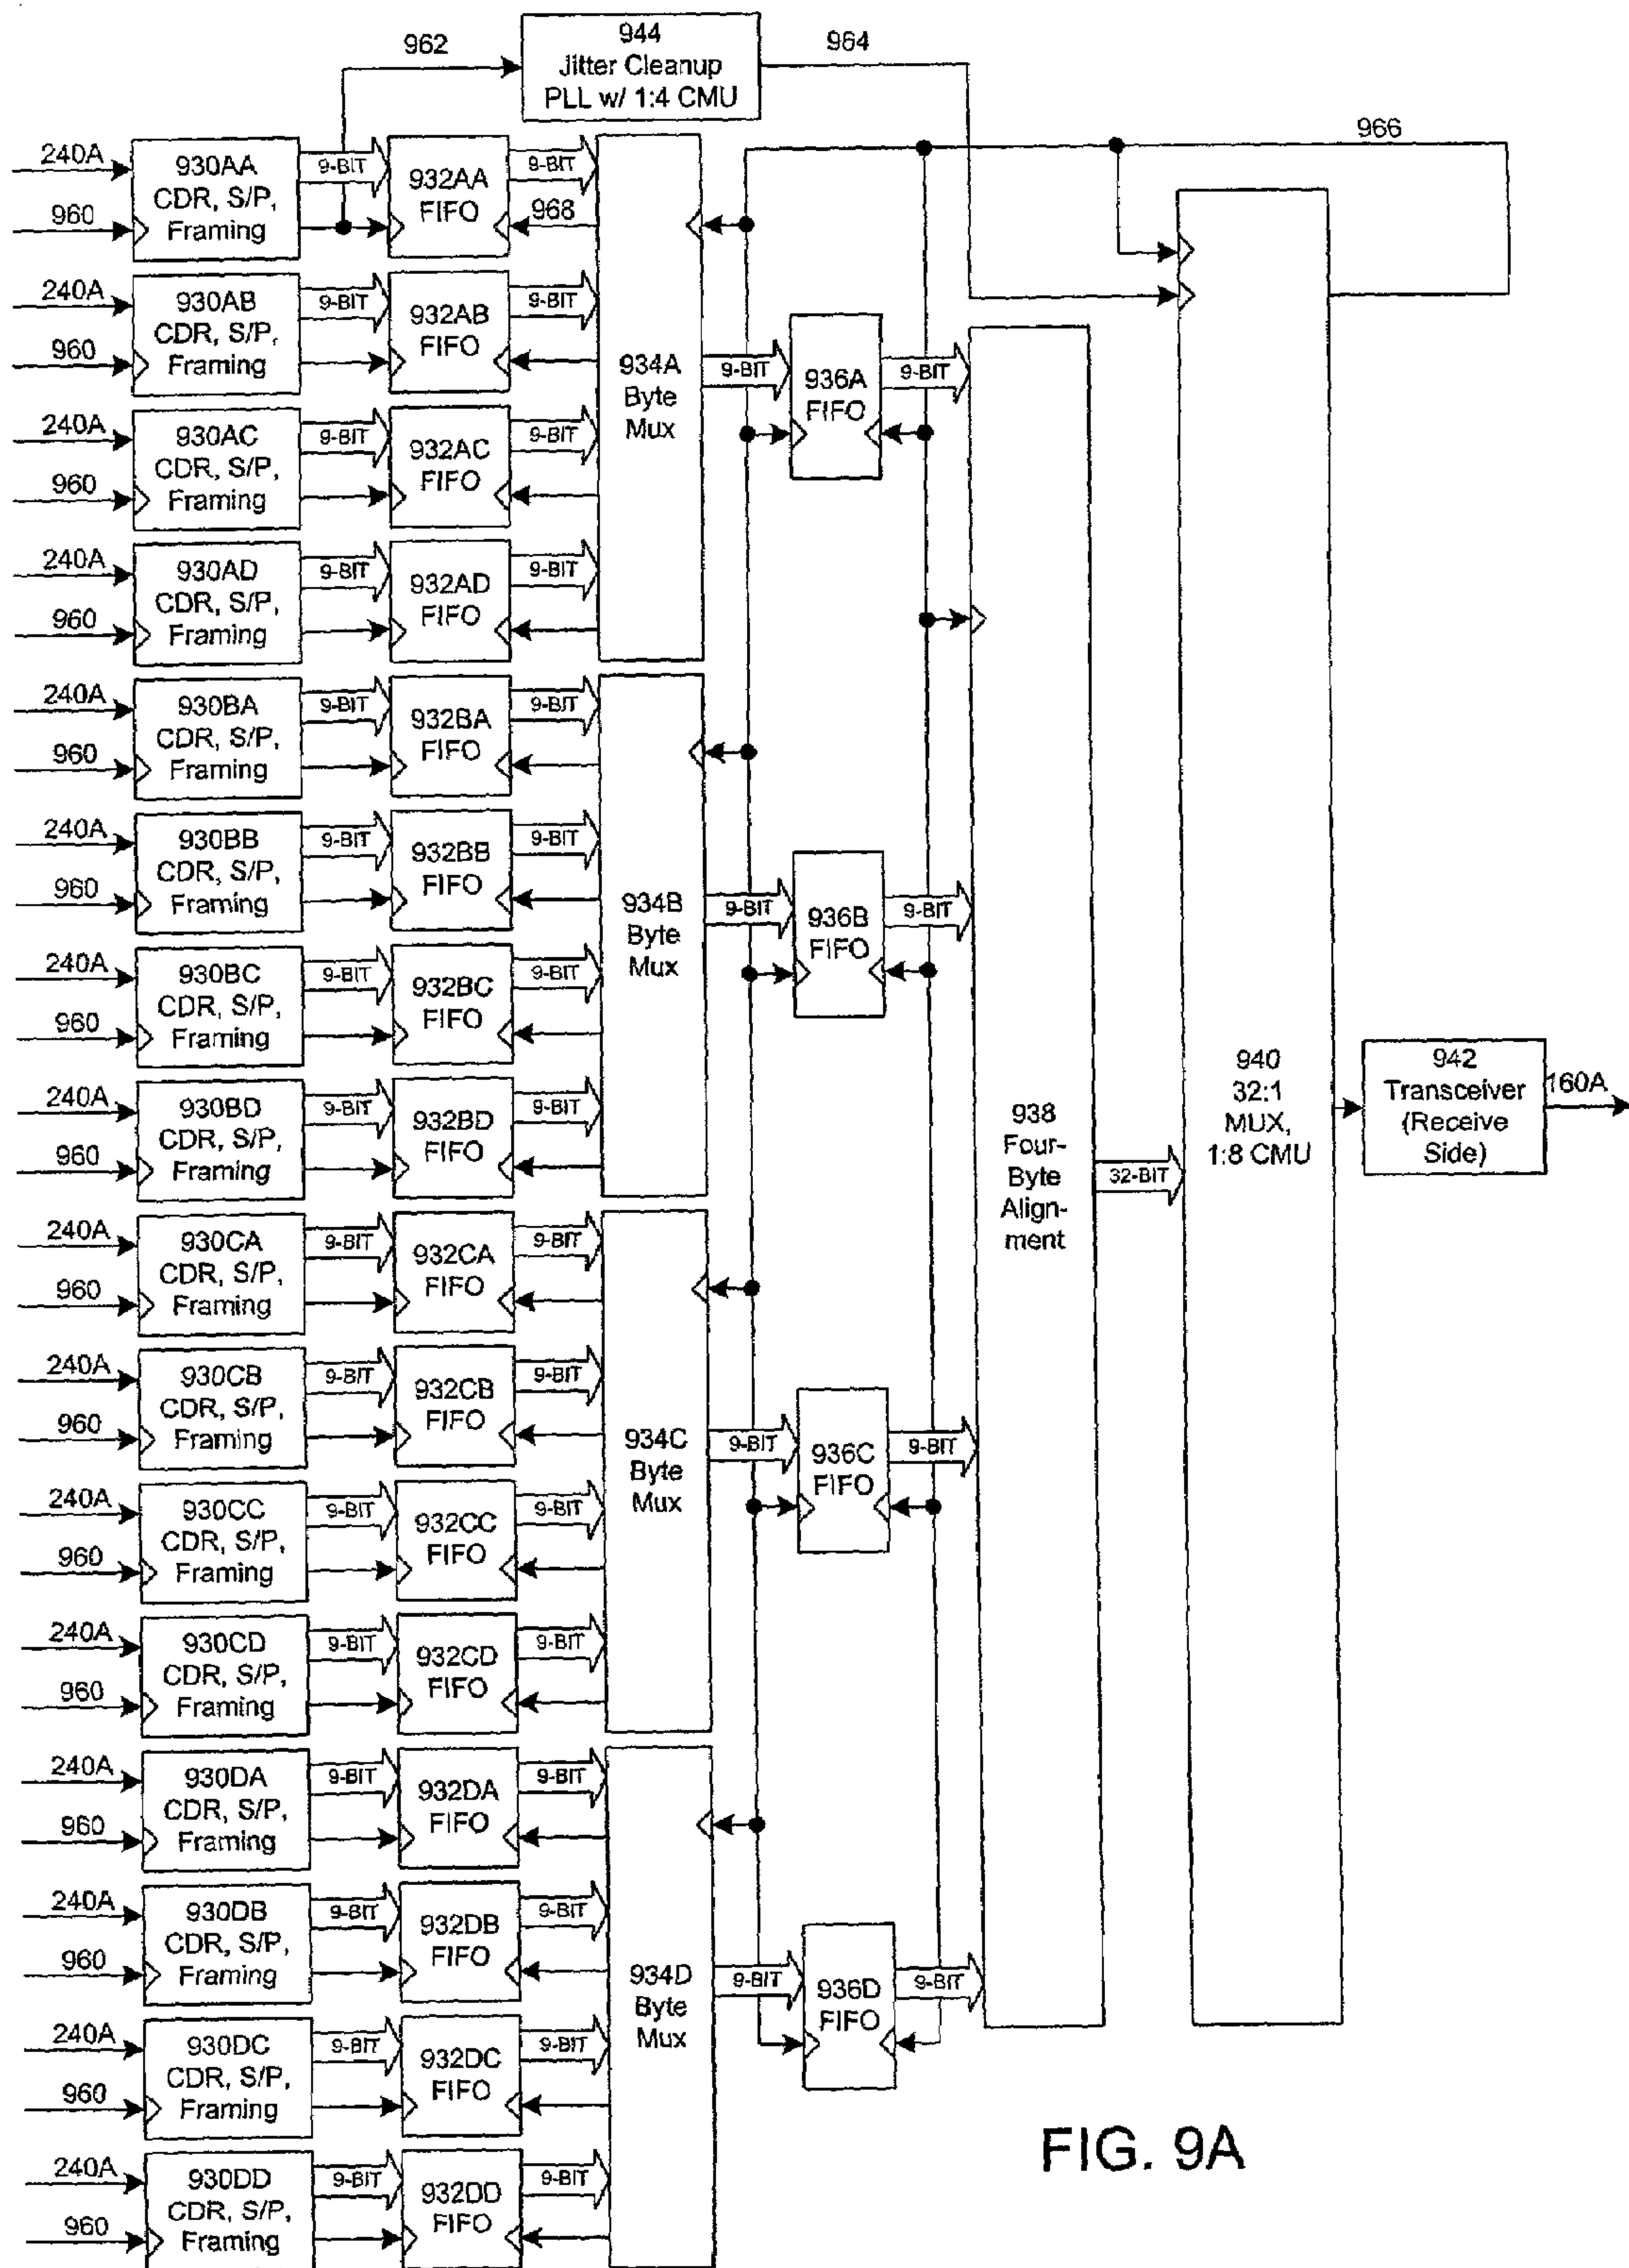 962
944
Jitter Cleanup
PLL w/ 1:4 CMU
964
966
240A
960
930AA
CDR, S/P,
Framing
9-BIT
932AA
FIFO
9-BIT
968
240A
960
930AB
CDR, S/P,
Framing
9-BIT
932AB
FIFO
9-BIT
240A
960
930AC
CDR, S/P,
Framing
9-BIT
932AC
FIFO
9-BIT
240A
960
930AD
CDR, S/P,
Framing
9-BIT
932AD
FIFO
9-BIT
934A
Byte
Mux
9-BIT
936A
FIFO
9-BIT
240A
960
930BA
CDR, S/P,
Framing
9-BIT
932BA
FIFO
9-BIT
240A
960
930BB
CDR, S/P,
Framing
9-BIT
932BB
FIFO
9-BIT
240A
960
930BC
CDR, S/P,
Framing
9-BIT
932BC
FIFO
9-BIT
240A
960
930BD
CDR, S/P,
Framing
9-BIT
932BD
FIFO
9-BIT
934B
Byte
Mux
9-BIT
936B
FIFO
9-BIT
240A
960
930CA
CDR, S/P,
Framing
9-BIT
932CA
FIFO
9-BIT
240A
960
930CB
CDR, S/P,
Framing
9-BIT
932CB
FIFO
9-BIT
240A
960
930CC
CDR, S/P,
Framing
9-BIT
932CC
FIFO
9-BIT
240A
960
930CD
CDR, S/P,
Framing
9-BIT
932CD
FIFO
9-BIT
934C
Byte
Mux
9-BIT
936C
FIFO
9-BIT
240A
960
930DA
CDR, S/P,
Framing
9-BIT
932DA
FIFO
9-BIT
240A
960
930DB
CDR, S/P,
Framing
9-BIT
932DB
FIFO
9-BIT
240A
960
930DC
CDR, S/P,
Framing
9-BIT
932DC
FIFO
9-BIT
240A
960
930DD
CDR, S/P,
Framing
9-BIT
932DD
FIFO
9-BIT
934D
Byte
Mux
9-BIT
936D
FIFO
9-BIT
938
Four-
Byte
Align-
ment
32-BIT
940
32:1
MUX,
1:8 CMU
942
Transceiver
(Receive
Side)
160A
FIG. 9A